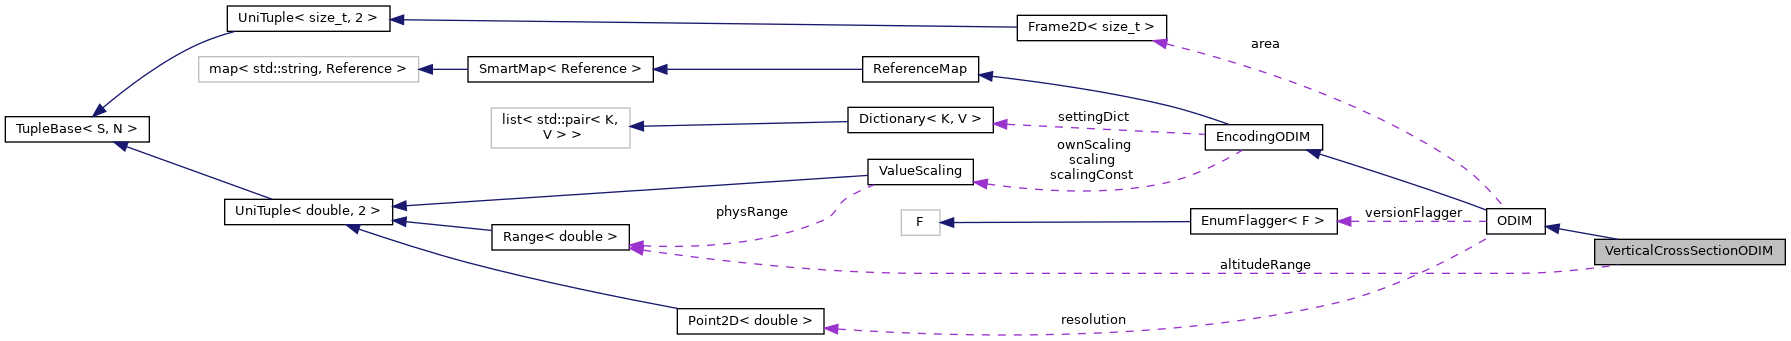 UniTuple< size_t, 2 >
Frame2D< size_t >
area
map< std::string, Reference >
SmartMap< Reference >
ReferenceMap
TupleBase< S, N >
list< std::pair< K,
V > >
Dictionary< K, V >
settingDict
EncodingODIM
ownScaling
scaling
scalingConst
ValueScaling
UniTuple< double, 2 >
physRange
F
EnumFlagger< F >
versionFlagger
ODIM
Range< double >
VerticalCrossSectionODIM
altitudeRange
Point2D< double >
resolution